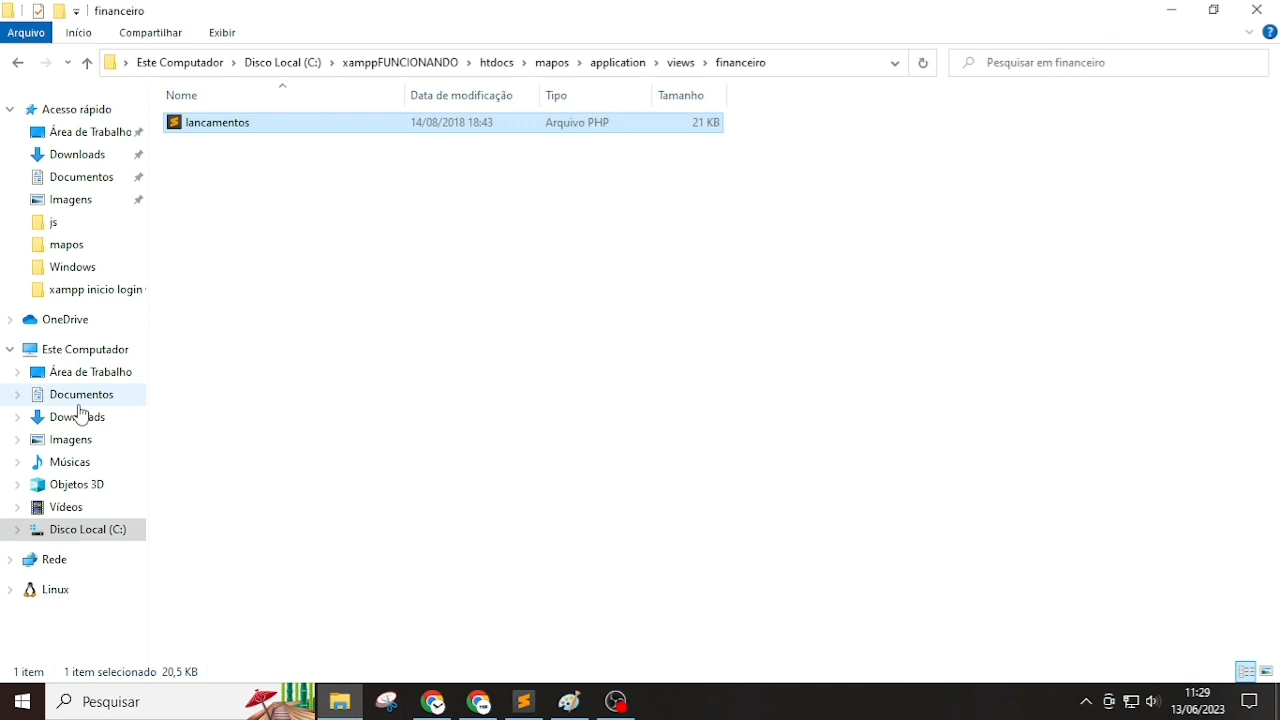 financeiro
Arquivo Início Compartilhar Exibir
Este Computador Disco Local (C:) xamppFUNCIONANDO htdocs mapos application views financeiro Pesquisar em financeiro
Nome Data de modificação Tipo Tamanho
lancamentos 14/08/2018 18:43 Arquivo PHP 21 KB
Acesso rápido
Área de Trabalho
Downloads
Documentos
Imagens
js
mapos
Windows
xampp inicio login
OneDrive
Este Computador
Área de Trabalho
Documentos
Downloads
Imagens
Músicas
Objetos 3D
Vídeos
Disco Local (C:)
Rede
Linux
1 item 1 item selecionado 20,5 KB
Pesquisar 11:29
13/06/2023